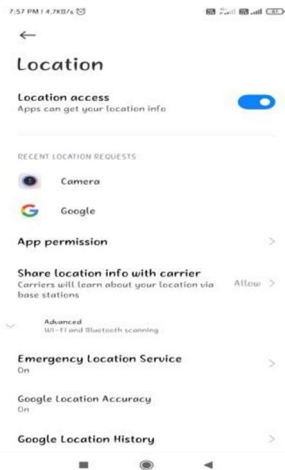 7:57 PM | 4.7KB/s
Location
Location access
Apps can get your location info
RECENT LOCATION REQUESTS
Camera
Google
App permission
Share location info with carrier
Carriers will learn about your location via
base stations
Allow
Advanced
Wi-Fi and Bluetooth scanning
Emergency Location Service
On
Google Location Accuracy
On
Google Location History